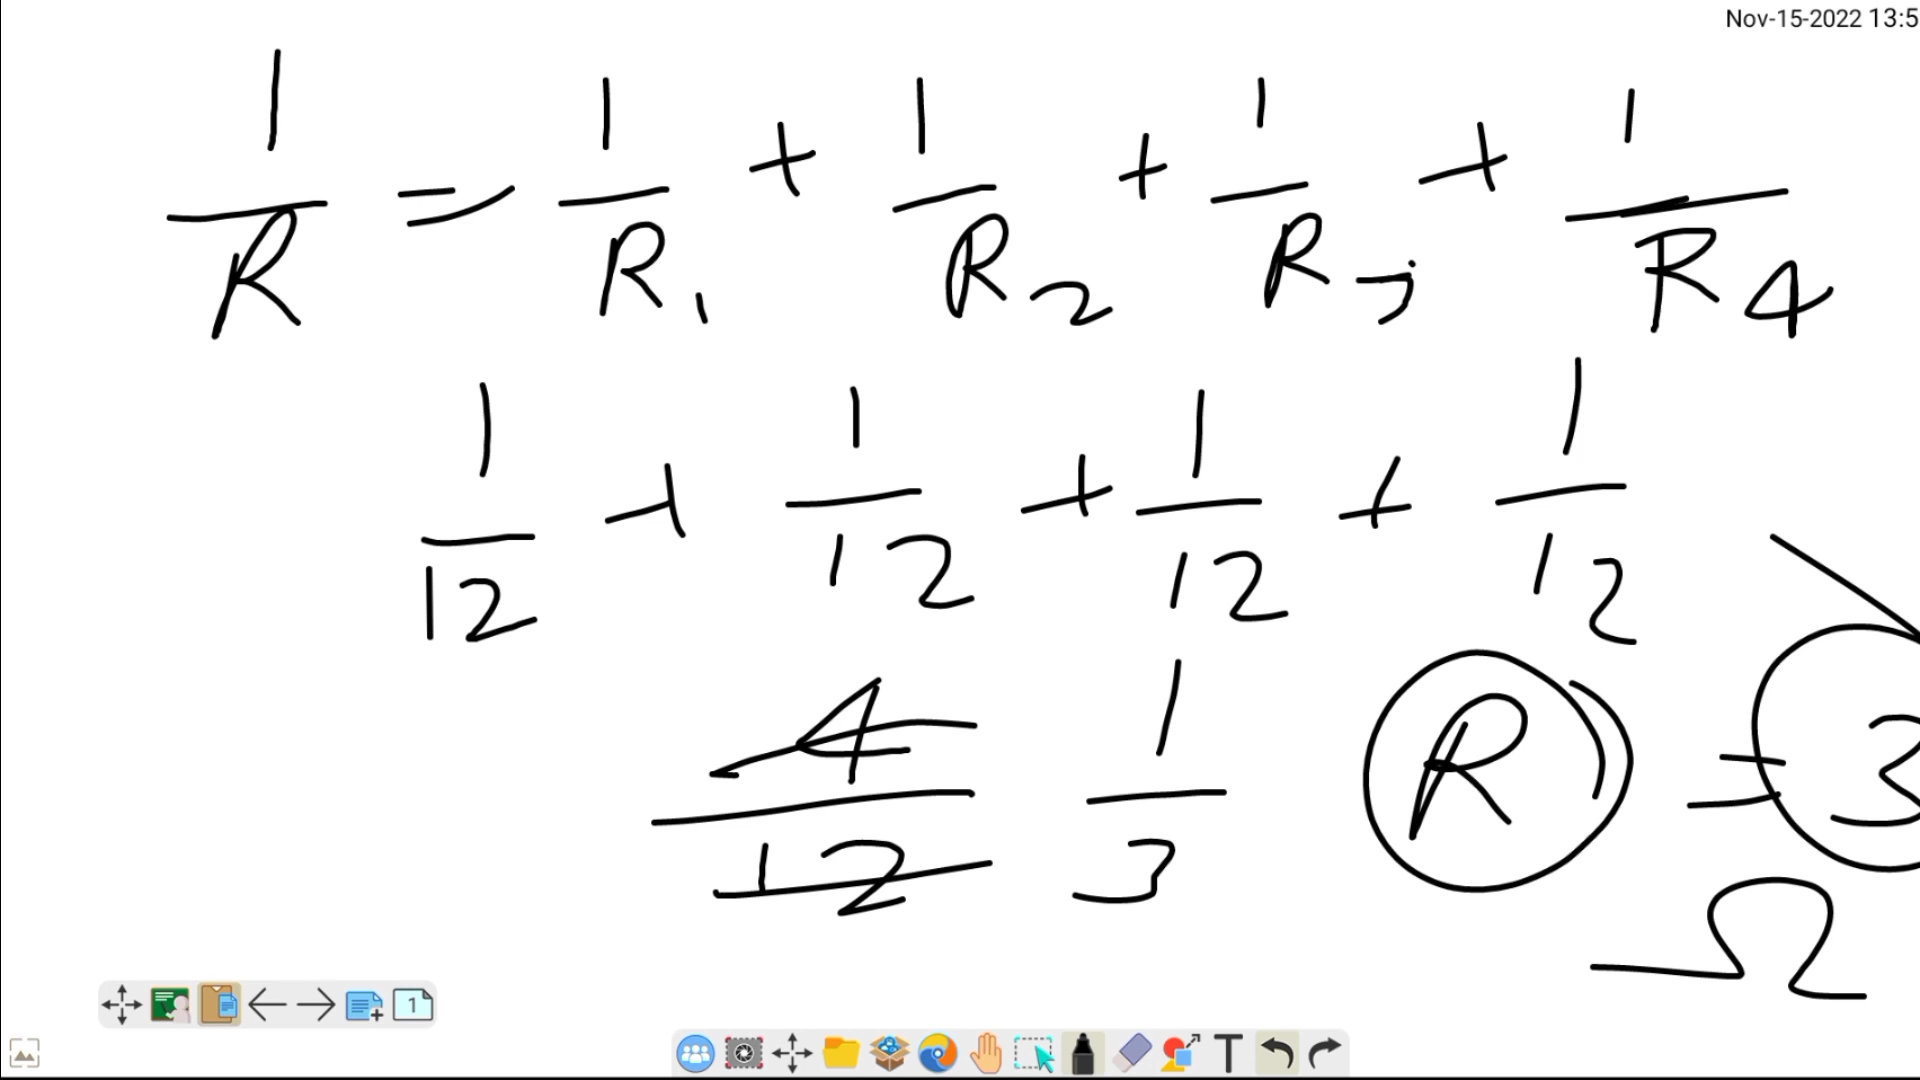 Nov-15-2022 13:5
1/R = 1/R1 + 1/R2 + 1/R3 + 1/R4
1/12 + 1/12 + 1/12 + 1/12
4/12 1/3 R = 3
Ω
1
T